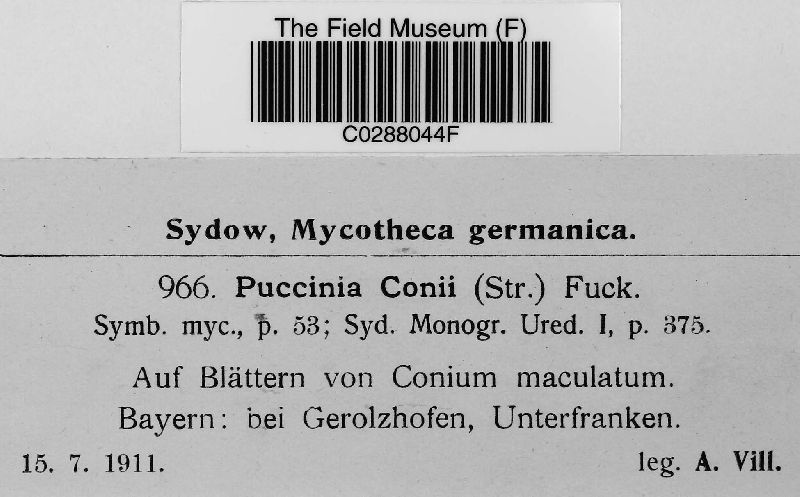 The Field Museum (F)
C0288044F
Sydow, Mycotheca germanica.
966. Puccinia Conii (Str.) Fuck.
Symb. myc., p. 53; Syd. Monogr. Ured. I, p. 375.
Auf Blättern von Conium maculatum.
Bayern: bei Gerolzhofen, Unterfranken.
15. 7. 1911. leg. A. Vill.